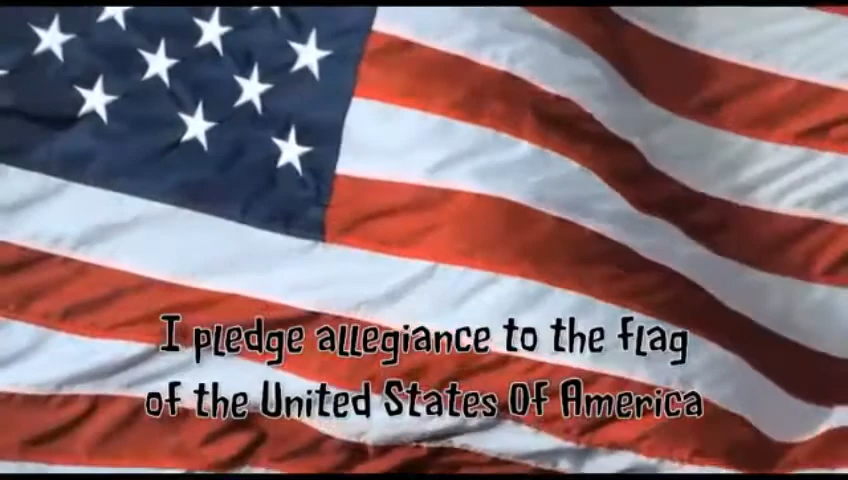 I pledge allegiance to the flag
of the United States Of America